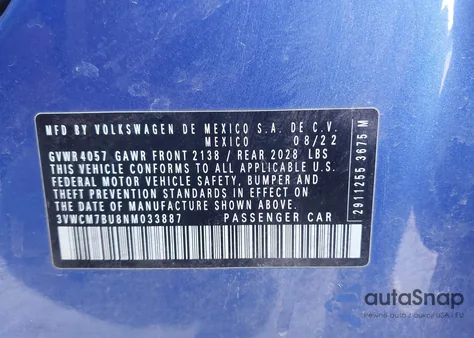 MFD BY VOLKSWAGEN DE MEXICO S.A. DE C.V.
MEXICO 08/22
GVWR4057 GAWR FRONT 2138 / REAR 2028 LBS
THIS VEHICLE CONFORMS TO ALL APPLICABLE U.S.
FEDERAL MOTOR VEHICLE SAFETY, BUMPER AND
THEFT PREVENTION STANDARDS IN EFFECT ON
THE DATE OF MANUFACTURE SHOWN ABOVE.
3VWCM7BU8NM033887 PASSENGER CAR
2911255 3675 M
autoSnap